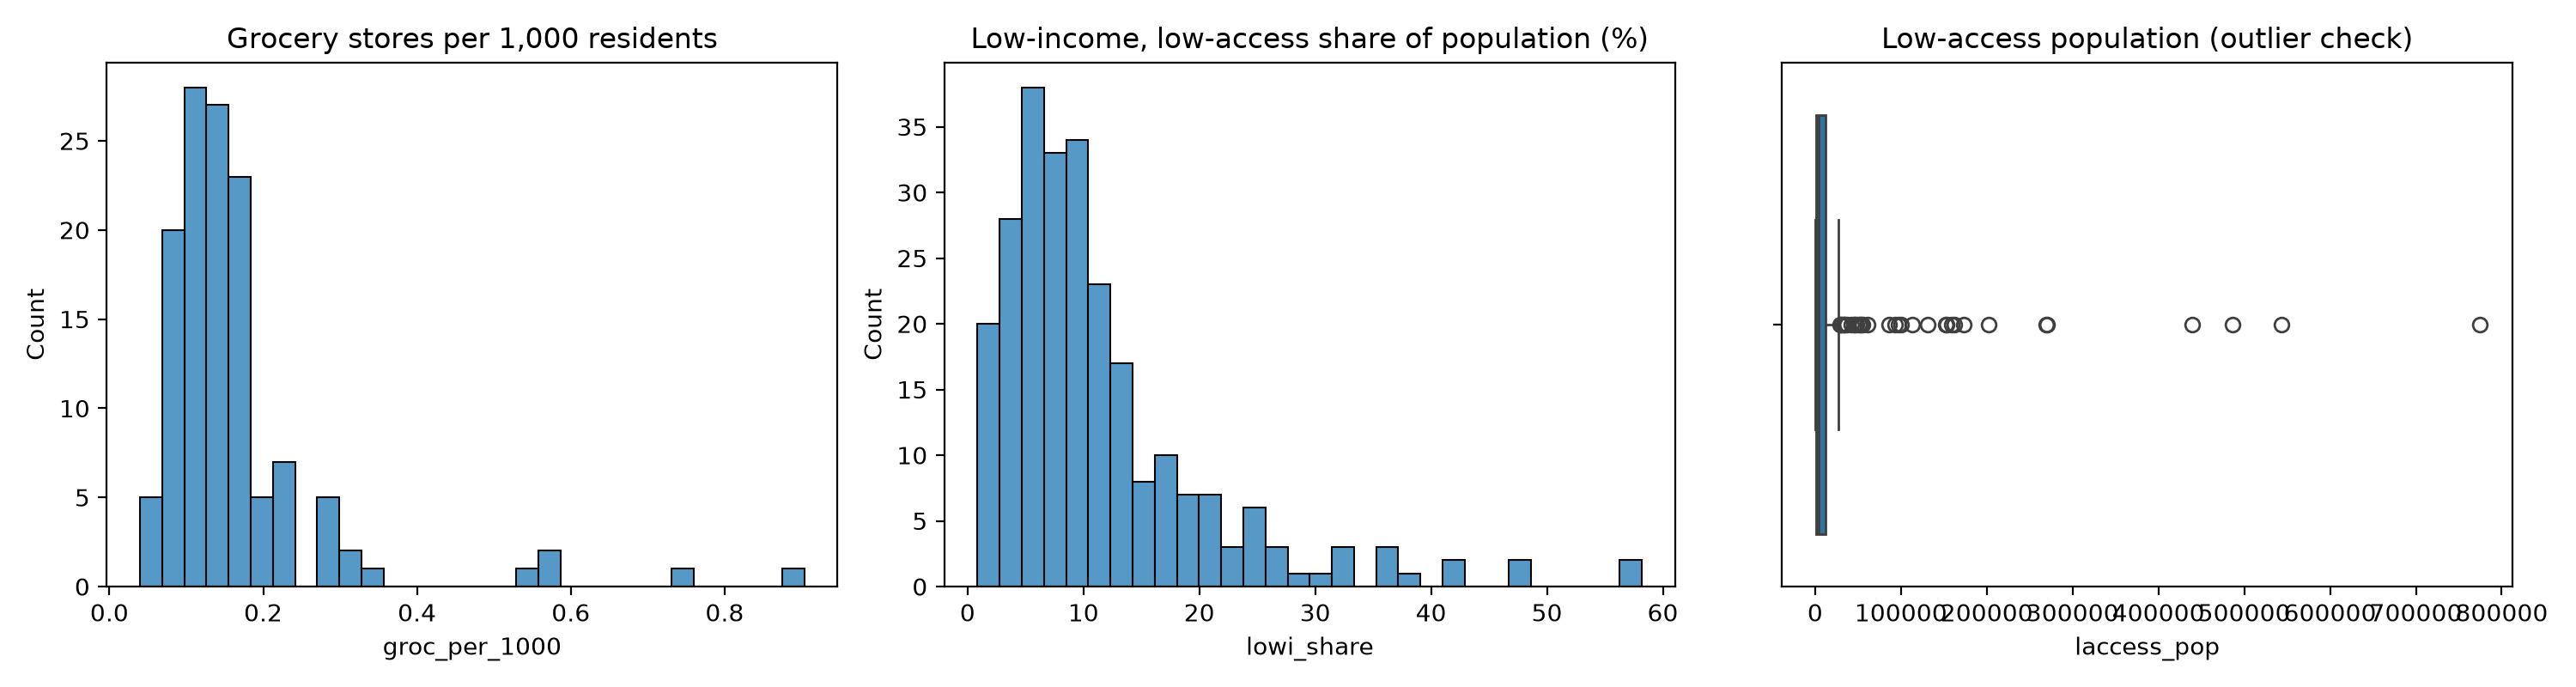 Grocery stores per 1,000 residents
Count
25
20
15
10
5
0
0.0 0.2 0.4 0.6 0.8
groc_per_1000
Low-income, low-access share of population (%)
Count
35
30
25
20
15
10
5
0
0 10 20 30 40 50 60
lowi_share
Low-access population (outlier check)
0 100000 200000 300000 400000 500000 600000 700000 800000
laccess_pop